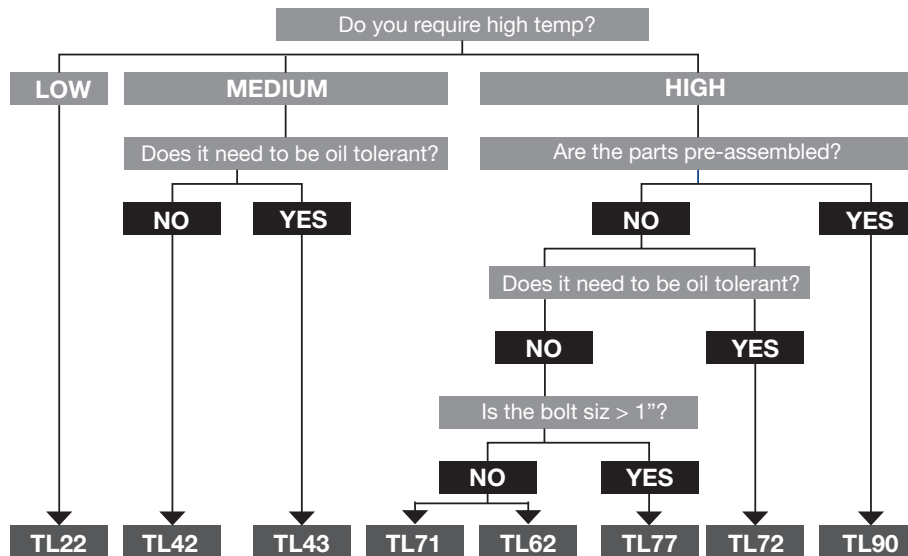 Do you require high temp?
LOW
MEDIUM
HIGH
Does it need to be oil tolerant?
Are the parts pre-assembled?
NO
YES
NO
YES
Does it need to be oil tolerant?
NO
YES
Is the bolt siz > 1”?
NO
YES
TL22
TL42
TL43
TL71
TL62
TL77
TL72
TL90